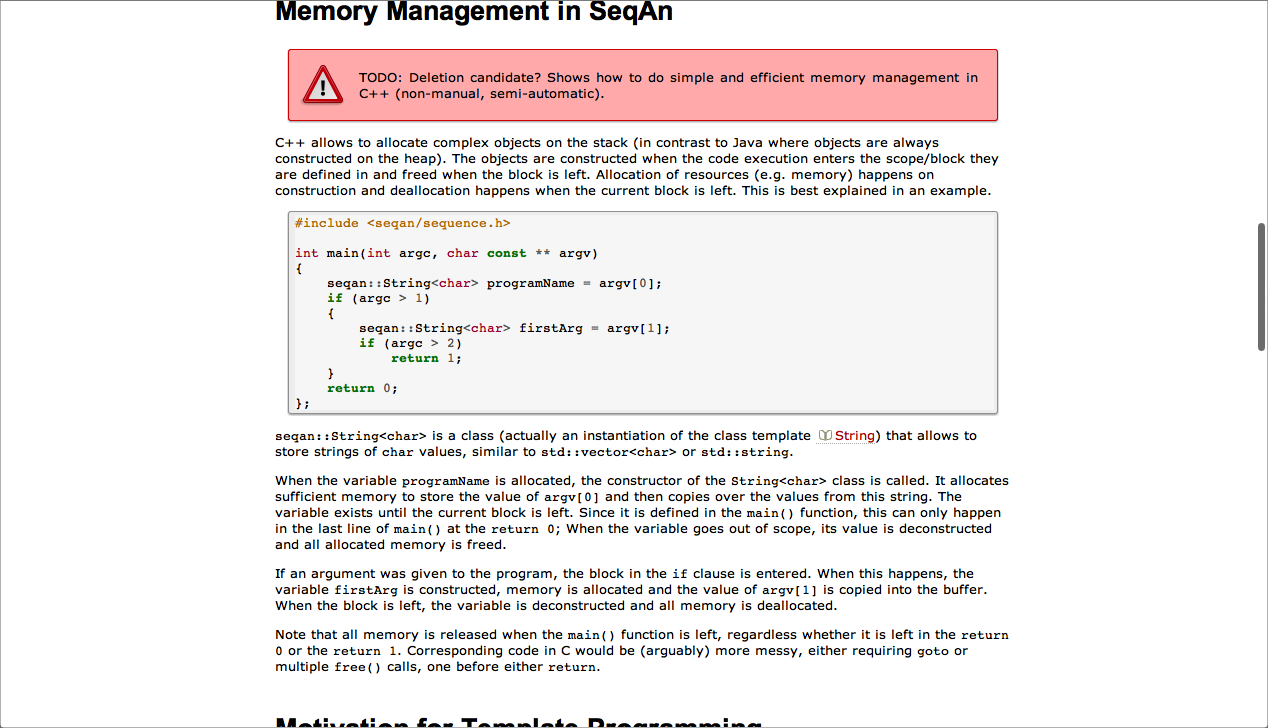 Memory Management in SeqAn
TODO: Deletion candidate? Shows how to do simple and efficient memory management in
C++ (non-manual, semi-automatic).
C++ allows to allocate complex objects on the stack (in contrast to Java where objects are always
constructed on the heap). The objects are constructed when the code execution enters the scope/block they
are defined in and freed when the block is left. Allocation of resources (e.g. memory) happens on
construction and deallocation happens when the current block is left. This is best explained in an example.
#include <seqan/sequence.h>
int main(int argc, char const ** argv)
{
    seqan::String<char> programName = argv[0];
    if (argc > 1)
    {
        seqan::String<char> firstArg = argv[1];
        if (argc > 2)
            return 1;
    }
    return 0;
};
seqan::String<char> is a class (actually an instantiation of the class template String) that allows to
store strings of char values, similar to std::vector<char> or std::string.
When the variable programName is allocated, the constructor of the String<char> class is called. It allocates
sufficient memory to store the value of argv[0] and then copies over the values from this string. The
variable exists until the current block is left. Since it is defined in the main() function, this can only happen
in the last line of main() at the return 0; When the variable goes out of scope, its value is deconstructed
and all allocated memory is freed.
If an argument was given to the program, the block in the if clause is entered. When this happens, the
variable firstArg is constructed, memory is allocated and the value of argv[1] is copied into the buffer.
When the block is left, the variable is deconstructed and all memory is deallocated.
Note that all memory is released when the main() function is left, regardless whether it is left in the return
0 or the return 1. Corresponding code in C would be (arguably) more messy, either requiring goto or
multiple free() calls, one before either return.
Motivation for Template Programming